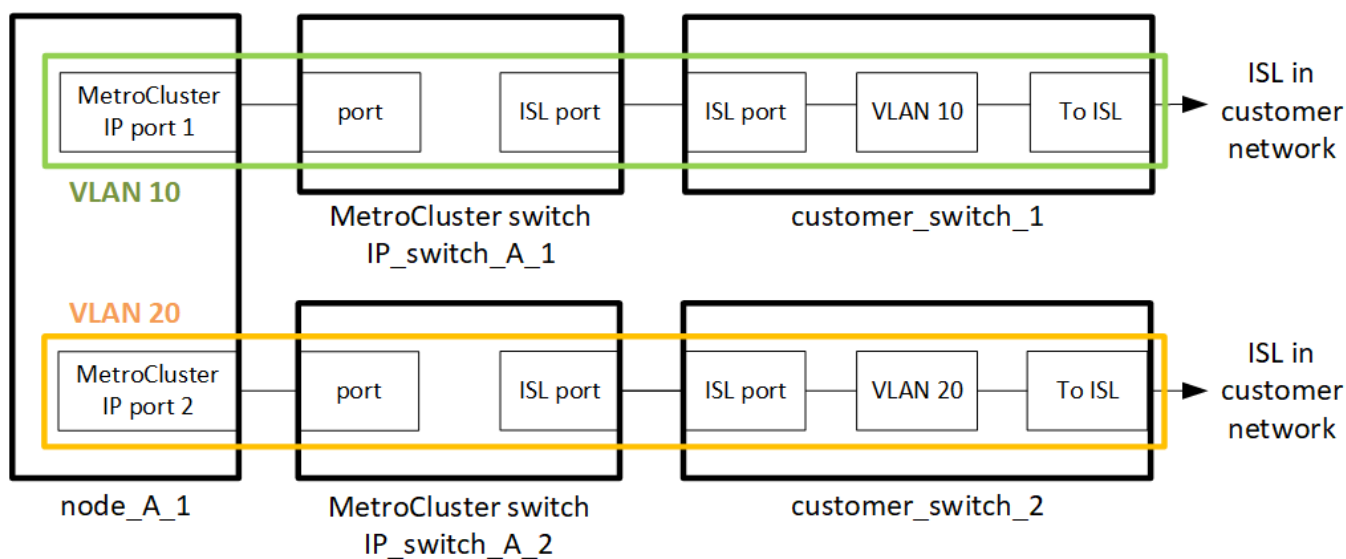 MetroCluster
IP port 1
port
ISL port
ISL port
VLAN 10
To ISL
ISL in
customer
network
VLAN 10
MetroCluster switch
IP_switch_A_1
customer_switch_1
VLAN 20
MetroCluster
IP port 2
port
ISL port
ISL port
VLAN 20
To ISL
ISL in
customer
network
node_A_1
MetroCluster switch
IP_switch_A_2
customer_switch_2